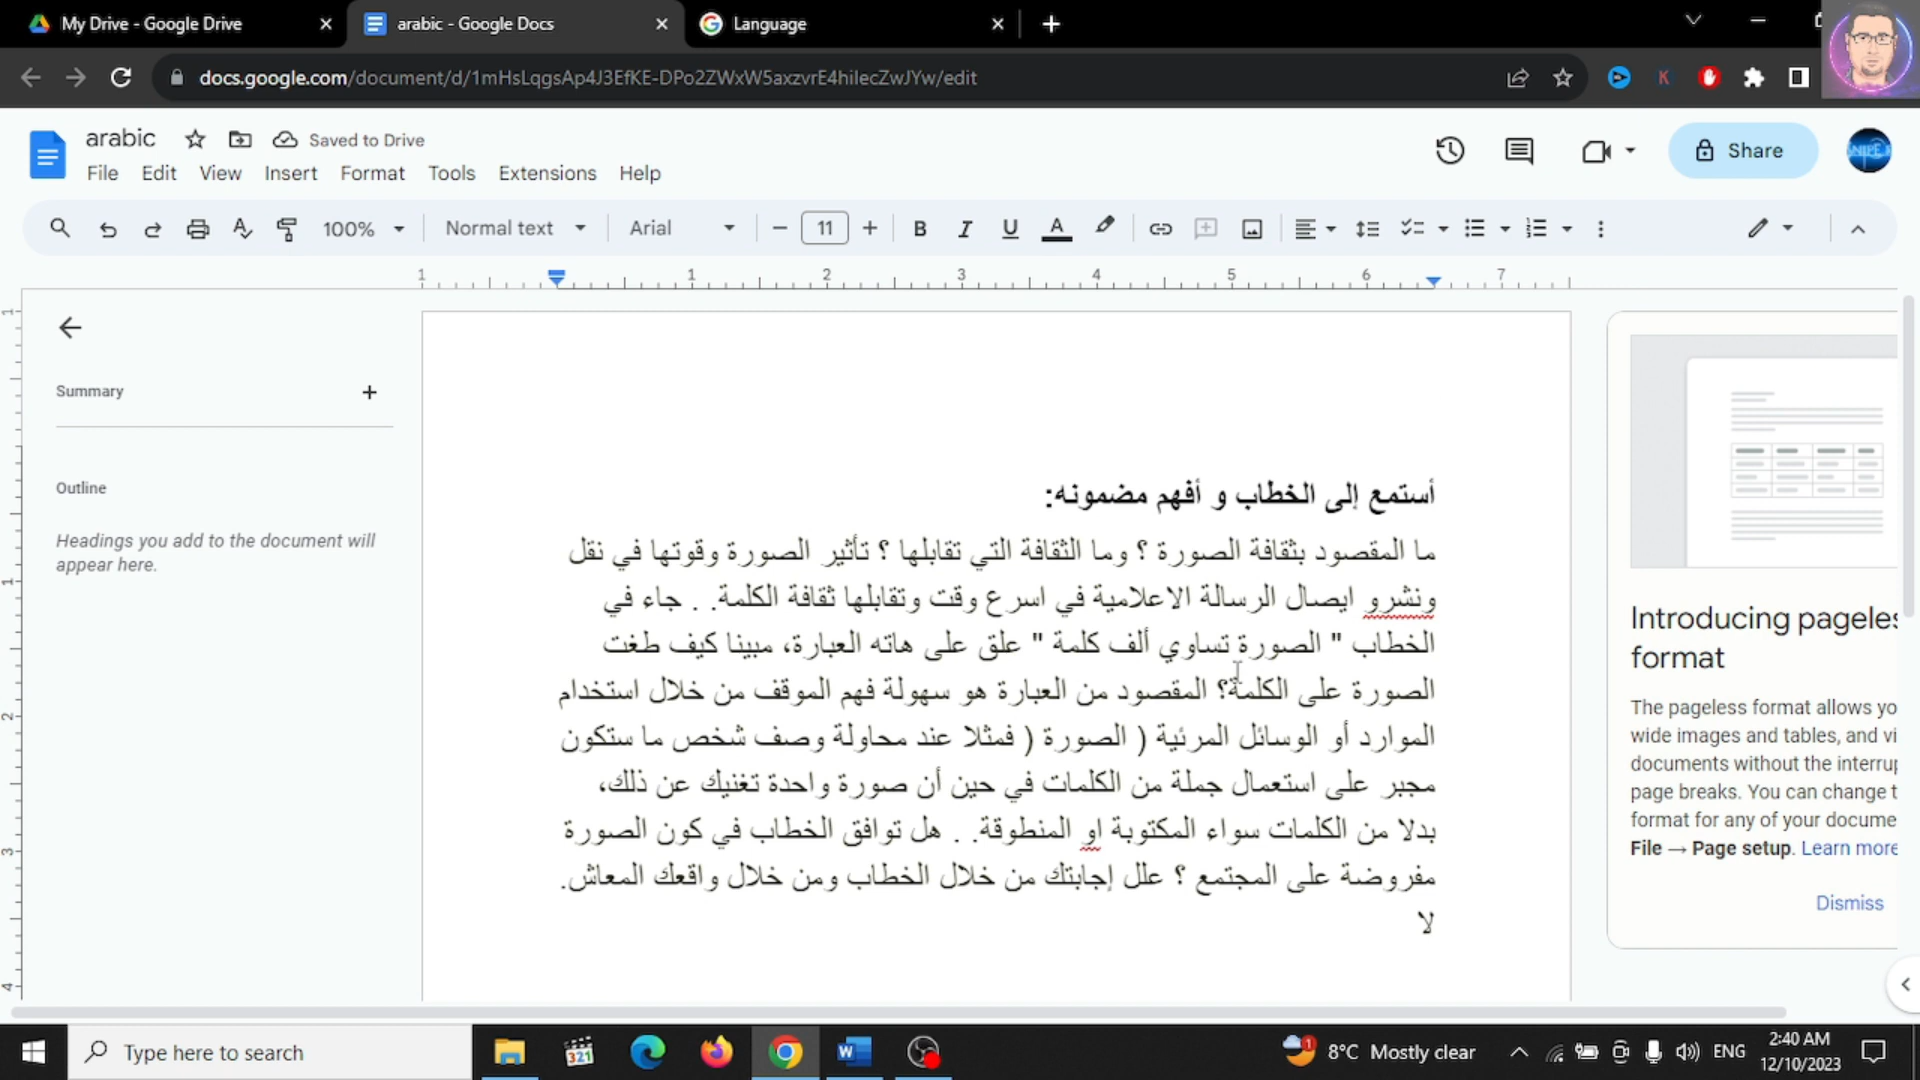 My Drive - Google Drive
arabic - Google Docs
Language
docs.google.com/document/d/1mHsLqgsAp4J3EfKE-DPo2ZWxW5axzvrE4hilecZwJYw/edit
arabic
Saved to Drive
Share
File Edit View Insert Format Tools Extensions Help
100% Normal text Arial 11
1 1 2 3 4 5 6 7
Summary
Outline
Headings you add to the document will
appear here.
أستمع إلى الخطاب و أفهم مضمونه:
ما المقصود بثقافة الصورة ؟ وما الثقافة التي تقابلها ؟ تأثير الصورة وقوتها في نقل
ونشرو ايصال الرسالة الاعلامية في اسرع وقت وتقابلها ثقافة الكلمة. . جاء في
الخطاب " الصورة تساوي ألف كلمة " علق على هاته العبارة، مبينا كيف طغت
الصورة على الكلمة؟ المقصود من العبارة هو سهولة فهم الموقف من خلال استخدام
الموارد أو الوسائل المرئية ( الصورة ( فمثلا عند محاولة وصف شخص ما ستكون
مجبر على استعمال جملة من الكلمات في حين أن صورة واحدة تغنيك عن ذلك،
بدلا من الكلمات سواء المكتوبة او المنطوقة. . هل توافق الخطاب في كون الصورة
مفروضة على المجتمع ؟ علل إجابتك من خلال الخطاب ومن خلال واقعك المعاش.
لا
Introducing pageles
format
The pageless format allows yo
wide images and tables, and vi
documents without the interrup
page breaks. You can change t
format for any of your docume
File → Page setup. Learn more
Dismiss
Type here to search
321
8°C Mostly clear
ENG
2:40 AM
12/10/2023